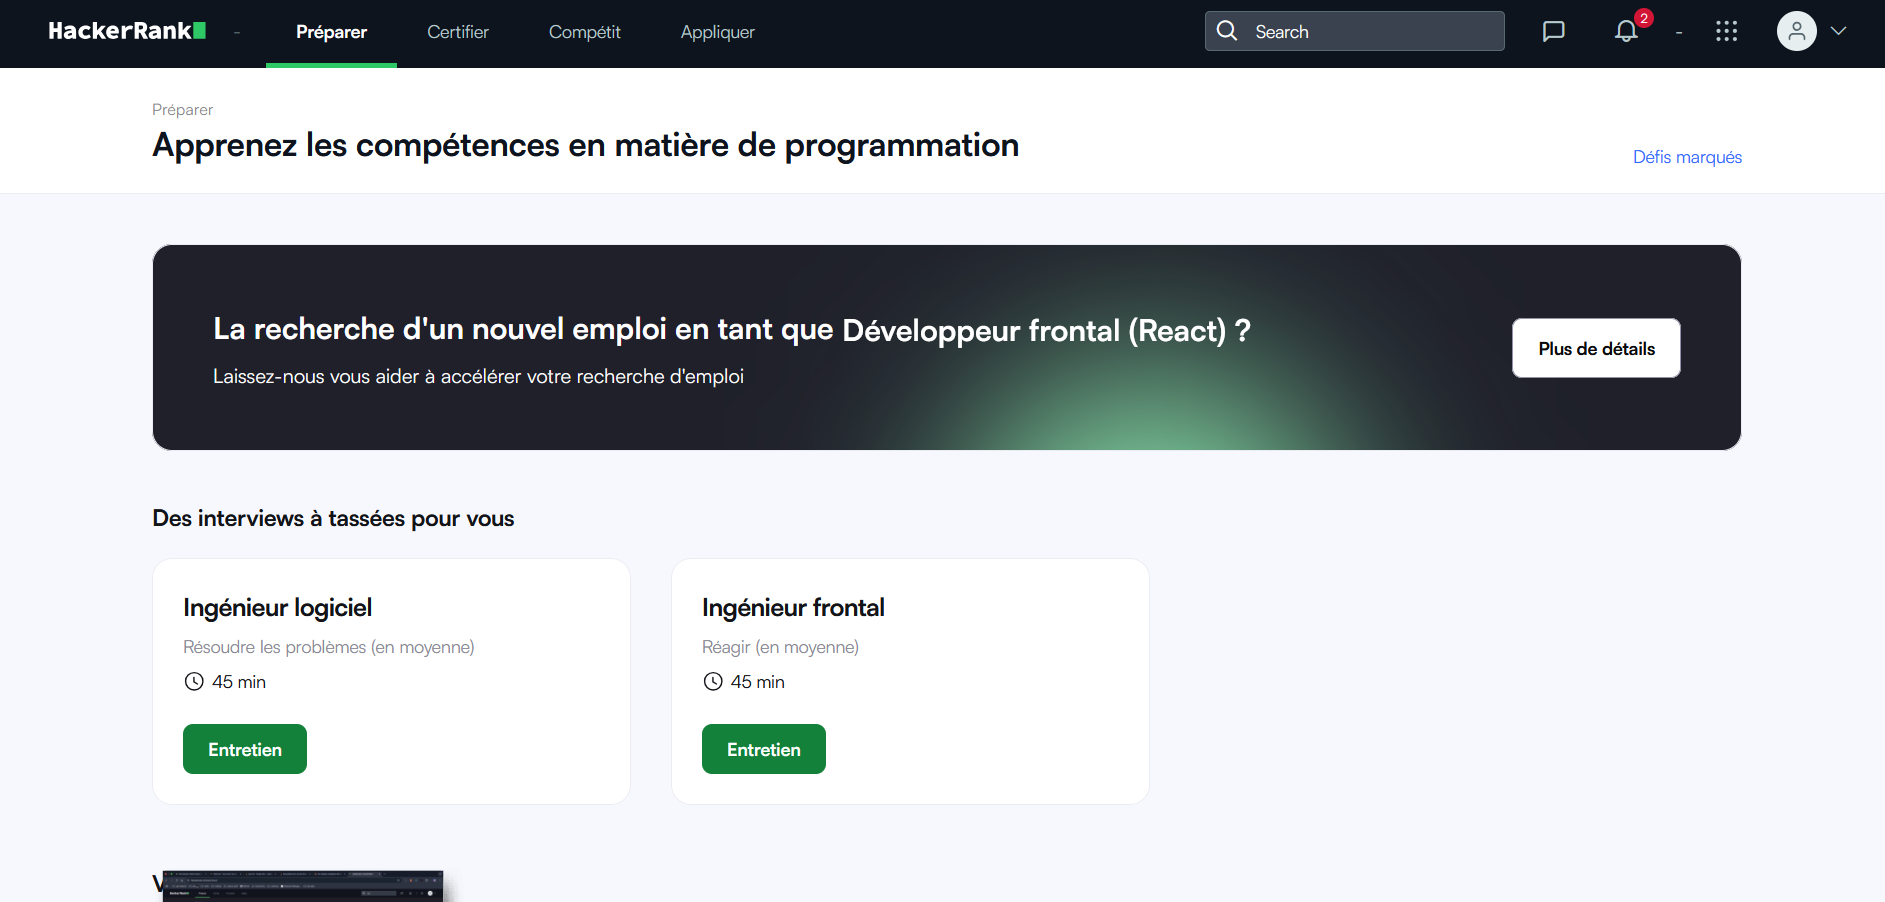 HackerRank - Préparer Certifier Compétit Appliquer Search 2 -
Préparer
Apprenez les compétences en matière de programmation
Défis marqués
La recherche d'un nouvel emploi en tant que Développeur frontal (React) ?
Laissez-nous vous aider à accélérer votre recherche d'emploi
Plus de détails
Des interviews à tassées pour vous
Ingénieur logiciel
Résoudre les problèmes (en moyenne)
45 min
Entretien
Ingénieur frontal
Réagir (en moyenne)
45 min
Entretien